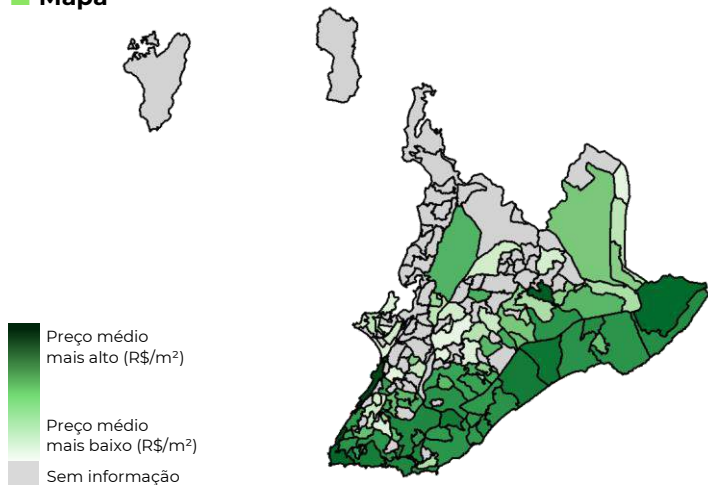 Mapa
Preço médio
mais alto (R$/m²)
Preço médio
mais baixo (R$/m²)
Sem informação